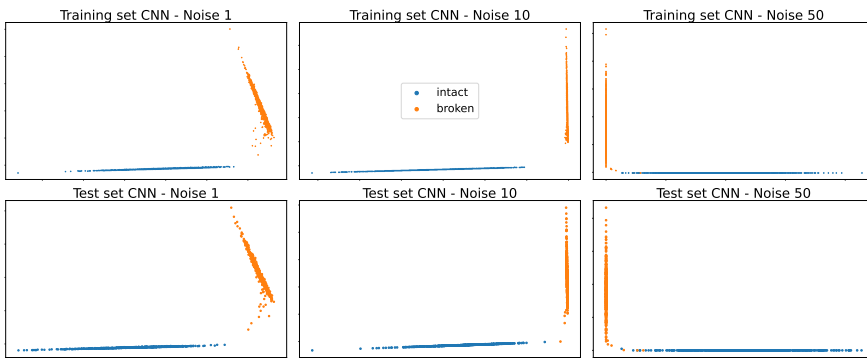 Training set CNN - Noise 1
Training set CNN - Noise 10
Training set CNN - Noise 50
intact
broken
Test set CNN - Noise 1
Test set CNN - Noise 10
Test set CNN - Noise 50